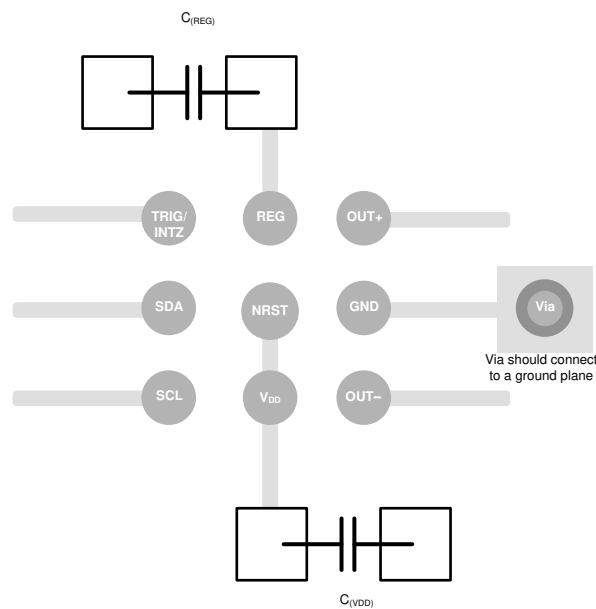 C(REG)
TRIG/
INTZ
REG
OUT+
SDA
NRST
GND
Via
Via should connect
to a ground plane
SCL
VDD
OUT−
C(VDD)